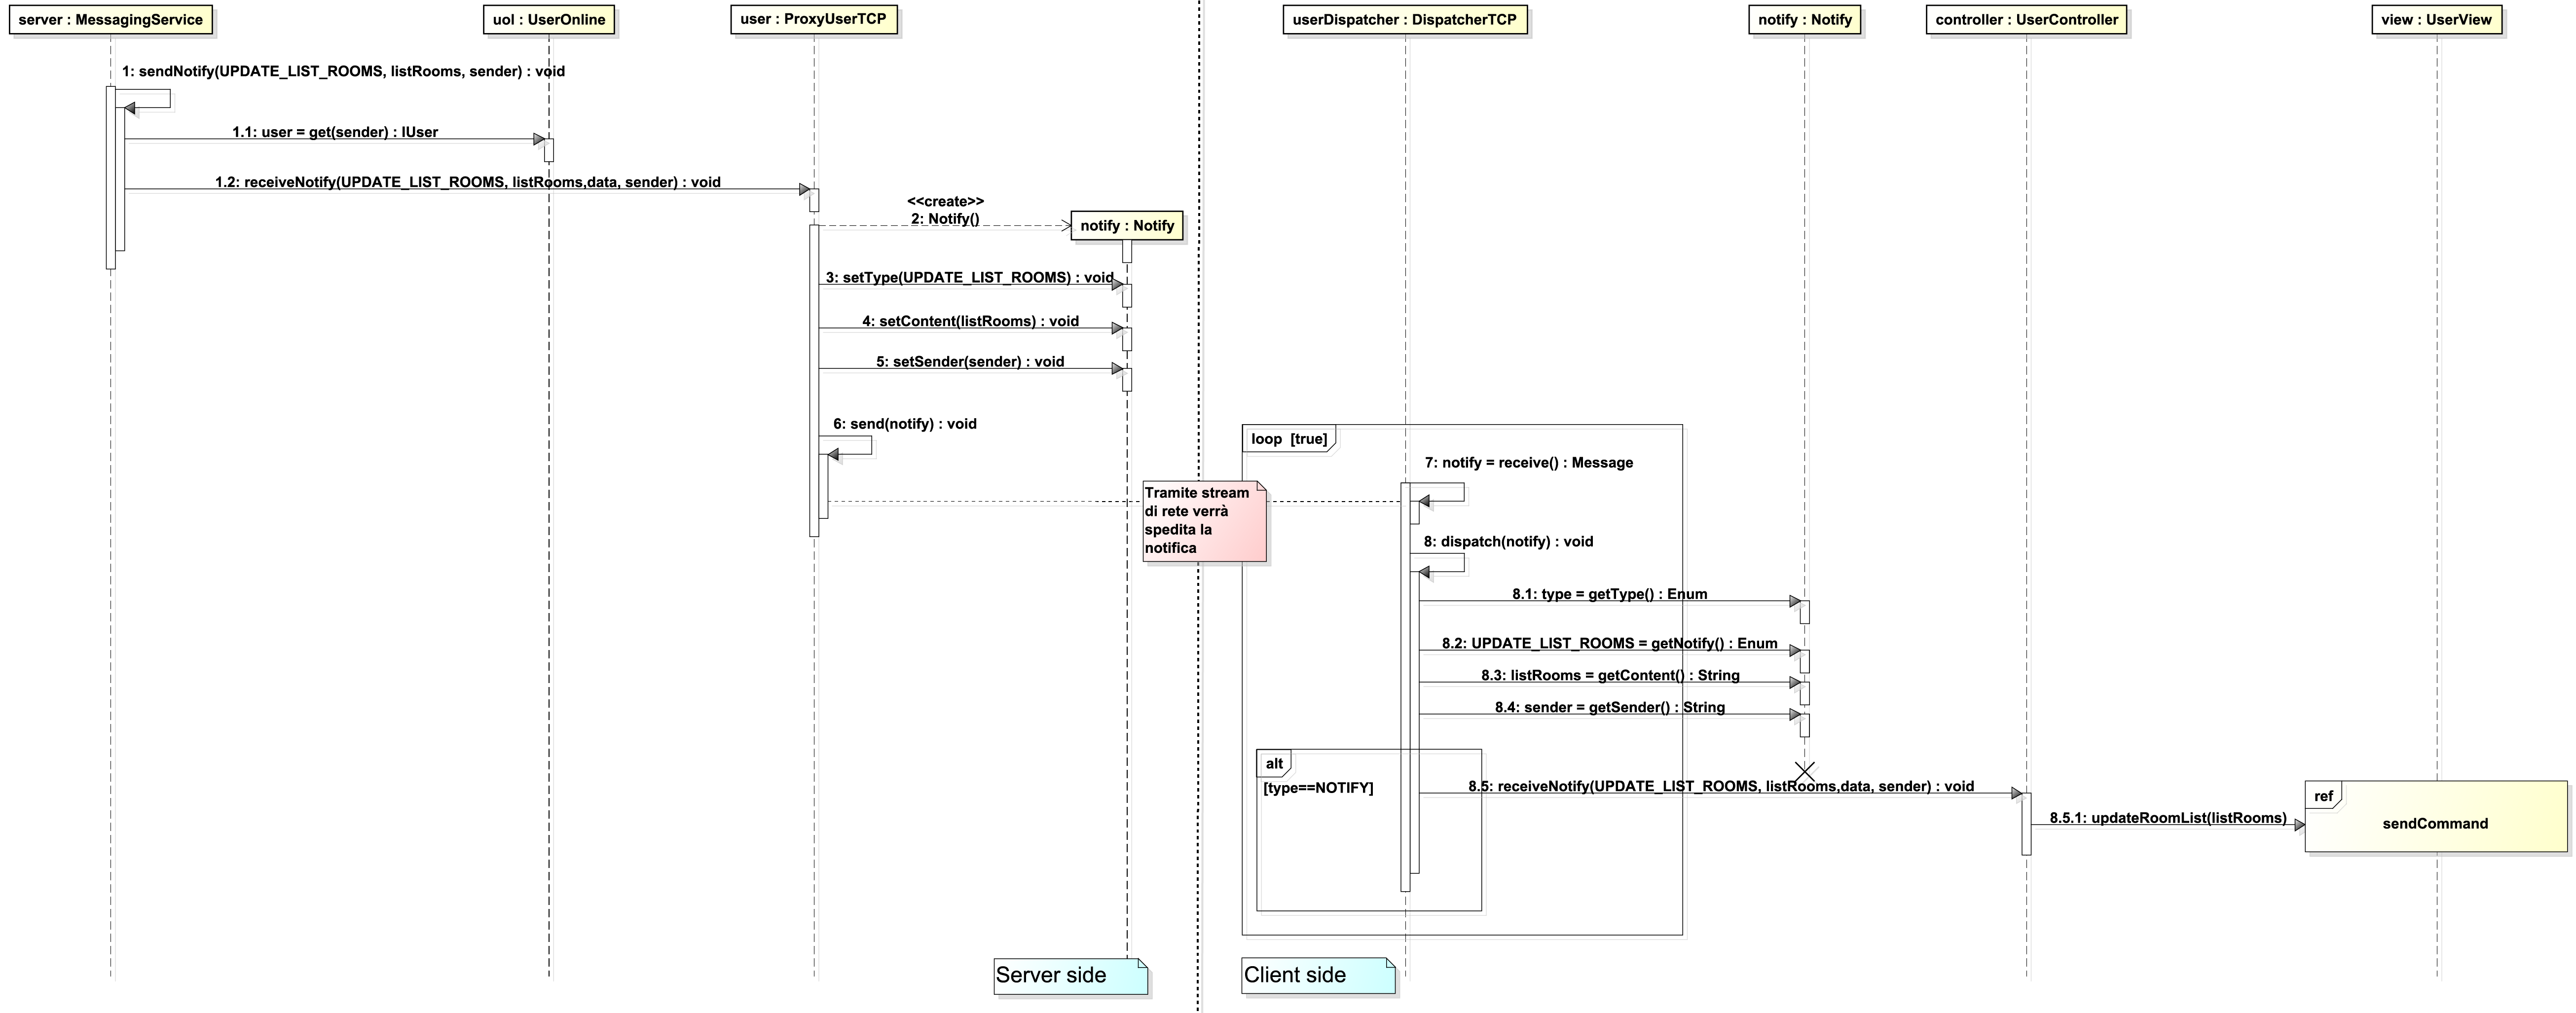 server : MessagingService
uol : UserOnline
user : ProxyUserTCP
userDispatcher : DispatcherTCP
notify : Notify
controller : UserController
view : UserView
1: sendNotify(UPDATE_LIST_ROOMS, listRooms, sender) : void
1.1: user = get(sender) : IUser
1.2: receiveNotify(UPDATE_LIST_ROOMS, listRooms,data, sender) : void
<<create>>
2: Notify()
notify : Notify
3: setType(UPDATE_LIST_ROOMS) : void
4: setContent(listRooms) : void
5: setSender(sender) : void
6: send(notify) : void
loop [true]
7: notify = receive() : Message
Tramite stream
di rete verrà
spedita la
notifica
8: dispatch(notify) : void
8.1: type = getType() : Enum
8.2: UPDATE_LIST_ROOMS = getNotify() : Enum
8.3: listRooms = getContent() : String
8.4: sender = getSender() : String
alt
[type==NOTIFY]
8.5: receiveNotify(UPDATE_LIST_ROOMS, listRooms,data, sender) : void
ref
8.5.1: updateRoomList(listRooms)
sendCommand
Server side
Client side